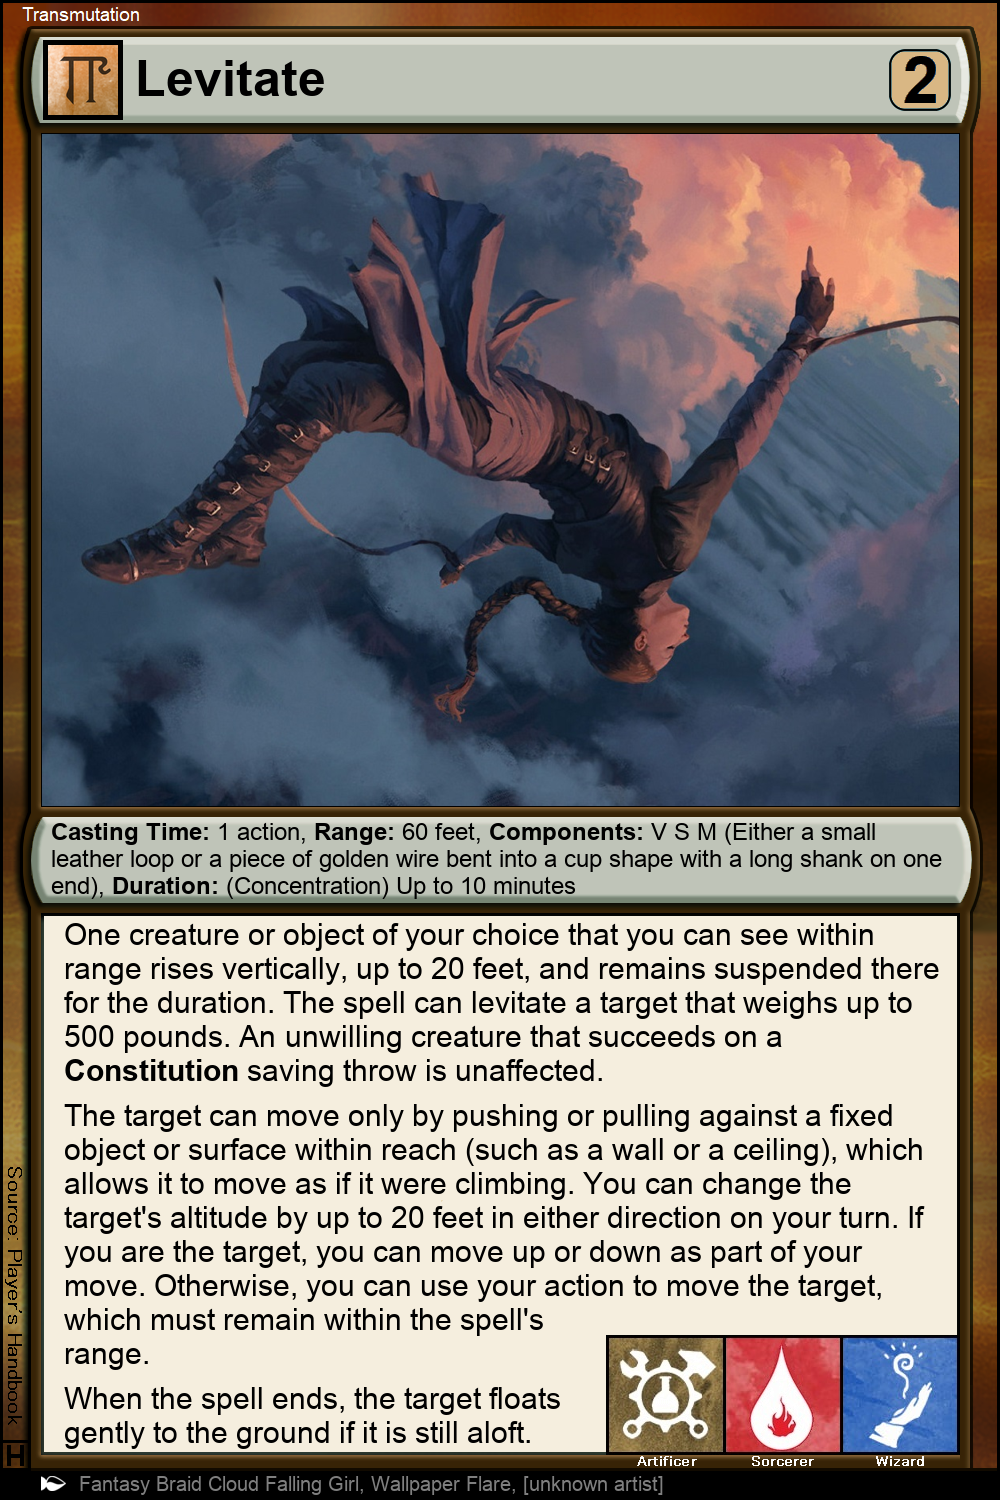 Transmutation
Levitate
2
Casting Time: 1 action, Range: 60 feet, Components: V S M (Either a small
leather loop or a piece of golden wire bent into a cup shape with a long shank on one
end), Duration: (Concentration) Up to 10 minutes
One creature or object of your choice that you can see within
range rises vertically, up to 20 feet, and remains suspended there
for the duration. The spell can levitate a target that weighs up to
500 pounds. An unwilling creature that succeeds on a
Constitution saving throw is unaffected.
The target can move only by pushing or pulling against a fixed
object or surface within reach (such as a wall or a ceiling), which
allows it to move as if it were climbing. You can change the
target's altitude by up to 20 feet in either direction on your turn. If
you are the target, you can move up or down as part of your
move. Otherwise, you can use your action to move the target,
which must remain within the spell's
range.
When the spell ends, the target floats
gently to the ground if it is still aloft.
Artificer
Sorcerer
Wizard
Source: Player's Handbook
H
Fantasy Braid Cloud Falling Girl, Wallpaper Flare, [unknown artist]